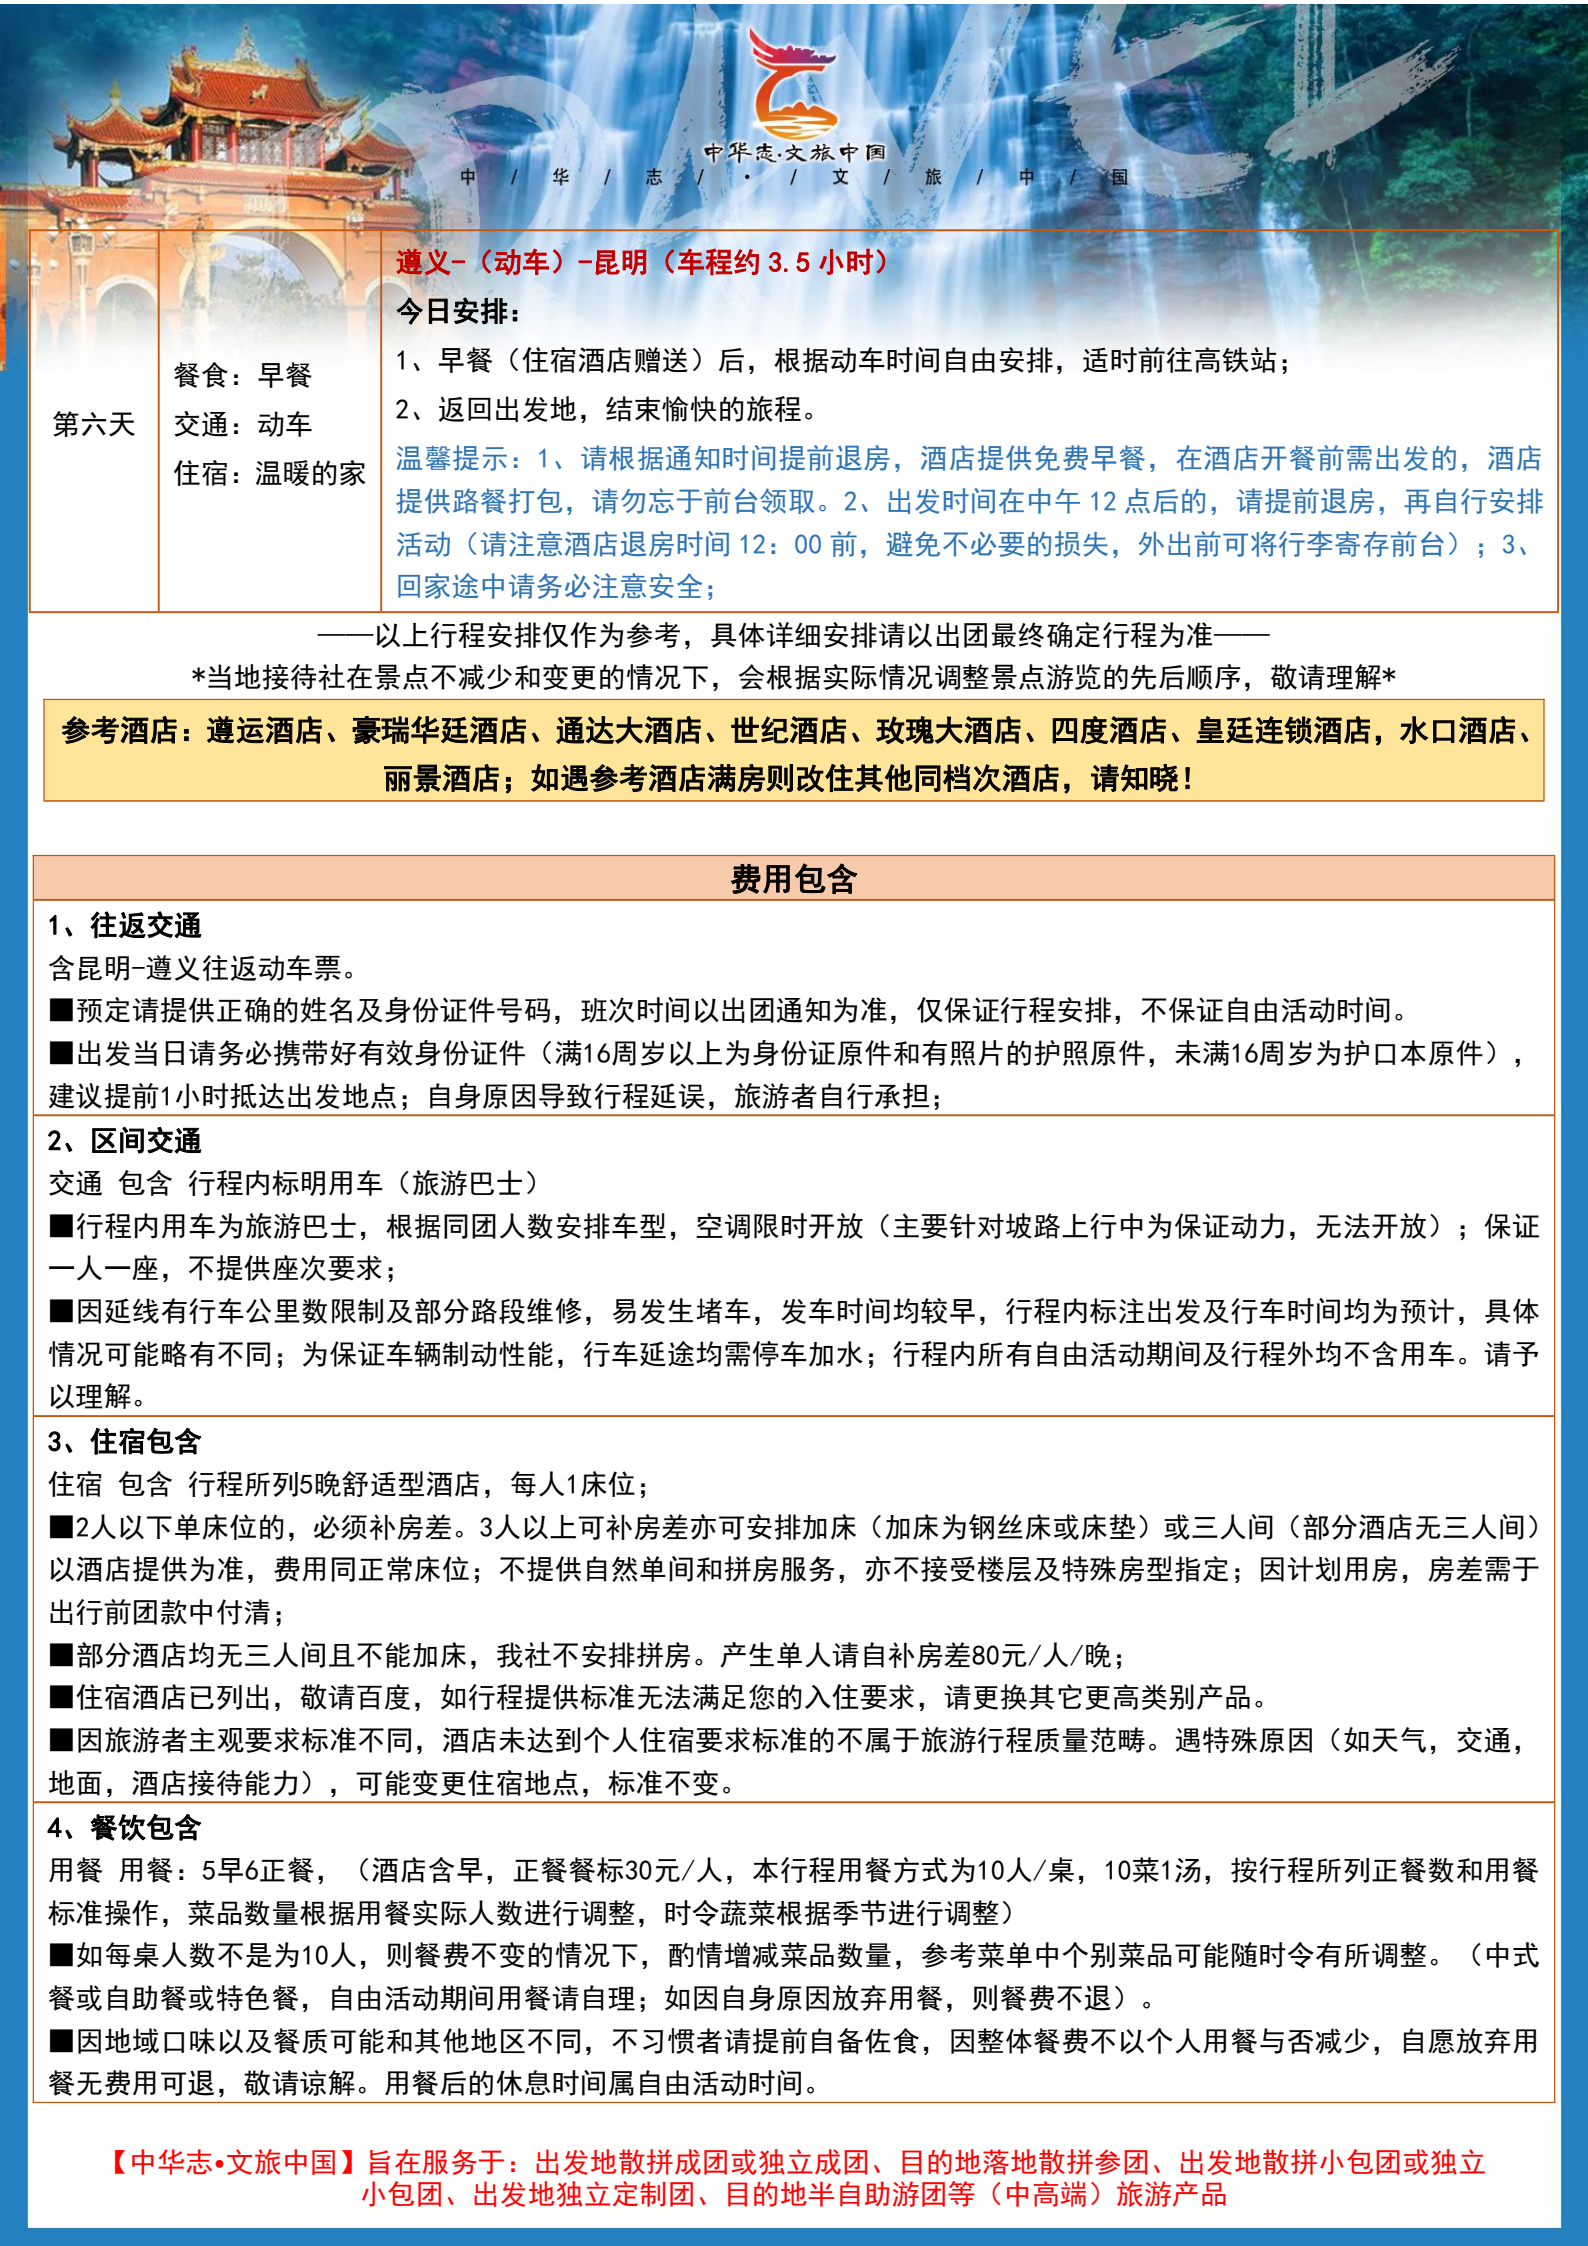 中华志·文旅中国
中 / 华 / 志 / · / 文 / 旅 / 中 / 国
遵义-（动车）-昆明（车程约 3.5 小时）
今日安排：
1、早餐（住宿酒店赠送）后，根据动车时间自由安排，适时前往高铁站；
餐食：早餐
2、返回出发地，结束愉快的旅程。
第六天
交通：动车
住宿：温暖的家
温馨提示：1、请根据通知时间提前退房，酒店提供免费早餐，在酒店开餐前需出发的，酒店
提供路餐打包，请勿忘于前台领取。2、出发时间在中午 12 点后的，请提前退房，再自行安排
活动（请注意酒店退房时间 12：00 前，避免不必要的损失，外出前可将行李寄存前台）；3、
回家途中请务必注意安全；
——以上行程安排仅作为参考，具体详细安排请以出团最终确定行程为准——
*当地接待社在景点不减少和变更的情况下，会根据实际情况调整景点游览的先后顺序，敬请理解*
参考酒店：遵运酒店、豪瑞华廷酒店、通达大酒店、世纪酒店、玫瑰大酒店、四度酒店、皇廷连锁酒店，水口酒店、
丽景酒店；如遇参考酒店满房则改住其他同档次酒店，请知晓！
费用包含
1、往返交通
含昆明-遵义往返动车票。
■预定请提供正确的姓名及身份证件号码，班次时间以出团通知为准，仅保证行程安排，不保证自由活动时间。
■出发当日请务必携带好有效身份证件（满16周岁以上为身份证原件和有照片的护照原件，未满16周岁为护口本原件），
建议提前1小时抵达出发地点；自身原因导致行程延误，旅游者自行承担；
2、区间交通
交通 包含 行程内标明用车（旅游巴士）
■行程内用车为旅游巴士，根据同团人数安排车型，空调限时开放（主要针对坡路上行中为保证动力，无法开放）；保证
一人一座，不提供座次要求；
■因延线有行车公里数限制及部分路段维修，易发生堵车，发车时间均较早，行程内标注出发及行车时间均为预计，具体
情况可能略有不同；为保证车辆制动性能，行车延途均需停车加水；行程内所有自由活动期间及行程外均不含用车。请予
以理解。
3、住宿包含
住宿 包含 行程所列5晚舒适型酒店，每人1床位；
■2人以下单床位的，必须补房差。3人以上可补房差亦可安排加床（加床为钢丝床或床垫）或三人间（部分酒店无三人间）
以酒店提供为准，费用同正常床位；不提供自然单间和拼房服务，亦不接受楼层及特殊房型指定；因计划用房，房差需于
出行前团款中付清；
■部分酒店均无三人间且不能加床，我社不安排拼房。产生单人请自补房差80元/人/晚；
■住宿酒店已列出，敬请百度，如行程提供标准无法满足您的入住要求，请更换其它更高类别产品。
■因旅游者主观要求标准不同，酒店未达到个人住宿要求标准的不属于旅游行程质量范畴。遇特殊原因（如天气，交通，
地面，酒店接待能力），可能变更住宿地点，标准不变。
4、餐饮包含
用餐 用餐：5早6正餐，（酒店含早，正餐餐标30元/人，本行程用餐方式为10人/桌，10菜1汤，按行程所列正餐数和用餐
标准操作，菜品数量根据用餐实际人数进行调整，时令蔬菜根据季节进行调整）
■如每桌人数不是为10人，则餐费不变的情况下，酌情增减菜品数量，参考菜单中个别菜品可能随时令有所调整。（中式
餐或自助餐或特色餐，自由活动期间用餐请自理；如因自身原因放弃用餐，则餐费不退）。
■因地域口味以及餐质可能和其他地区不同，不习惯者请提前自备佐食，因整体餐费不以个人用餐与否减少，自愿放弃用
餐无费用可退，敬请谅解。用餐后的休息时间属自由活动时间。
【中华志•文旅中国】旨在服务于：出发地散拼成团或独立成团、目的地落地散拼参团、出发地散拼小包团或独立
小包团、出发地独立定制团、目的地半自助游团等（中高端）旅游产品